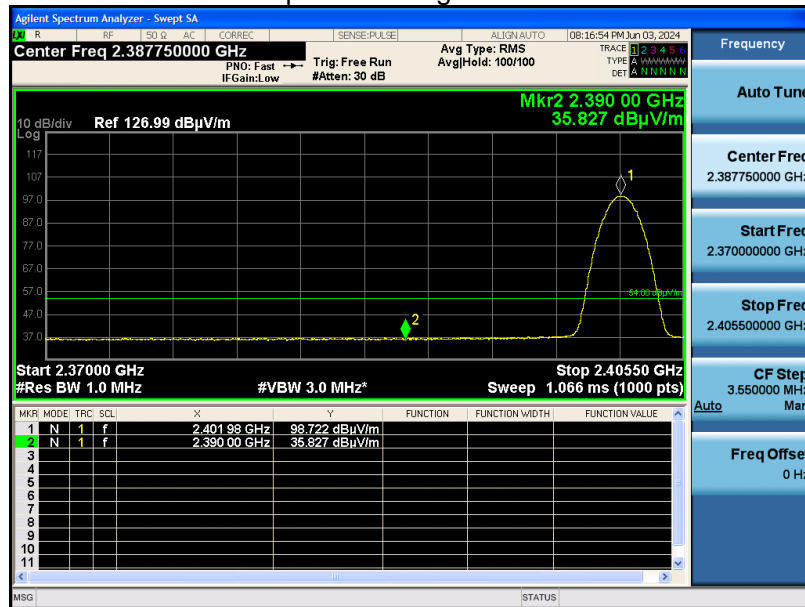 Agilent Spectrum Analyzer - Swept SA
LXI R RF 50 Ω AC CORREC SENSE:PULSE ALIGN AUTO 08:16:54 PM Jun 03, 2024
Center Freq 2.387750000 GHz
PNO: Fast
IFGain:Low
Trig: Free Run
#Atten: 30 dB
Avg Type: RMS
Avg|Hold: 100/100
TRACE 1 2 3 4 5 6
TYPE A WWWWW
DET A N N N N N
Mkr2 2.390 00 GHz
35.827 dBµV/m
10 dB/div Ref 126.99 dBµV/m
Log
117
107
97.0
87.0
77.0
67.0
57.0
47.0
37.0
1
54.00 dBµV/m
2
Start 2.37000 GHz Stop 2.40550 GHz
#Res BW 1.0 MHz #VBW 3.0 MHz* Sweep 1.066 ms (1000 pts)
MKR MODE TRC SCL X Y FUNCTION FUNCTION WIDTH FUNCTION VALUE
1 N 1 f 2.401 98 GHz 98.722 dBµV/m
2 N 1 f 2.390 00 GHz 35.827 dBµV/m
3
4
5
6
7
8
9
10
11
MSG STATUS
Frequency
Auto Tune
Center Freq
2.387750000 GHz
Start Freq
2.370000000 GHz
Stop Freq
2.405500000 GHz
CF Step
3.550000 MHz
Auto Man
Freq Offset
0 Hz